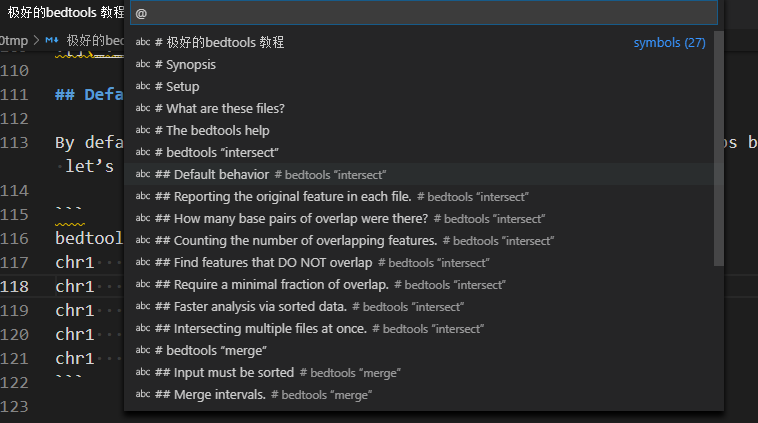 极好的bedtools 教程
@
0tmp > 极好的bed
abc # 极好的bedtools 教程 symbols (27)
abc # Synopsis
110
abc # Setup
111 ## Defa
abc # What are these files?
112
abc # The bedtools help
113 By defa
os b
abc # bedtools “intersect”
let’s
abc ## Default behavior # bedtools “intersect”
114
abc ## Reporting the original feature in each file. # bedtools “intersect”
115 ```
abc ## How many base pairs of overlap were there? # bedtools “intersect”
116 bedtool
abc ## Counting the number of overlapping features. # bedtools “intersect”
117 chr1
abc ## Find features that DO NOT overlap # bedtools “intersect”
118 chr1
abc ## Require a minimal fraction of overlap. # bedtools “intersect”
119 chr1
abc ## Faster analysis via sorted data. # bedtools “intersect”
120 chr1
abc ## Intersecting multiple files at once. # bedtools “intersect”
121 chr1
abc # bedtools “merge”
abc ## Input must be sorted # bedtools “merge”
122 ```
abc ## Merge intervals. # bedtools “merge”
123